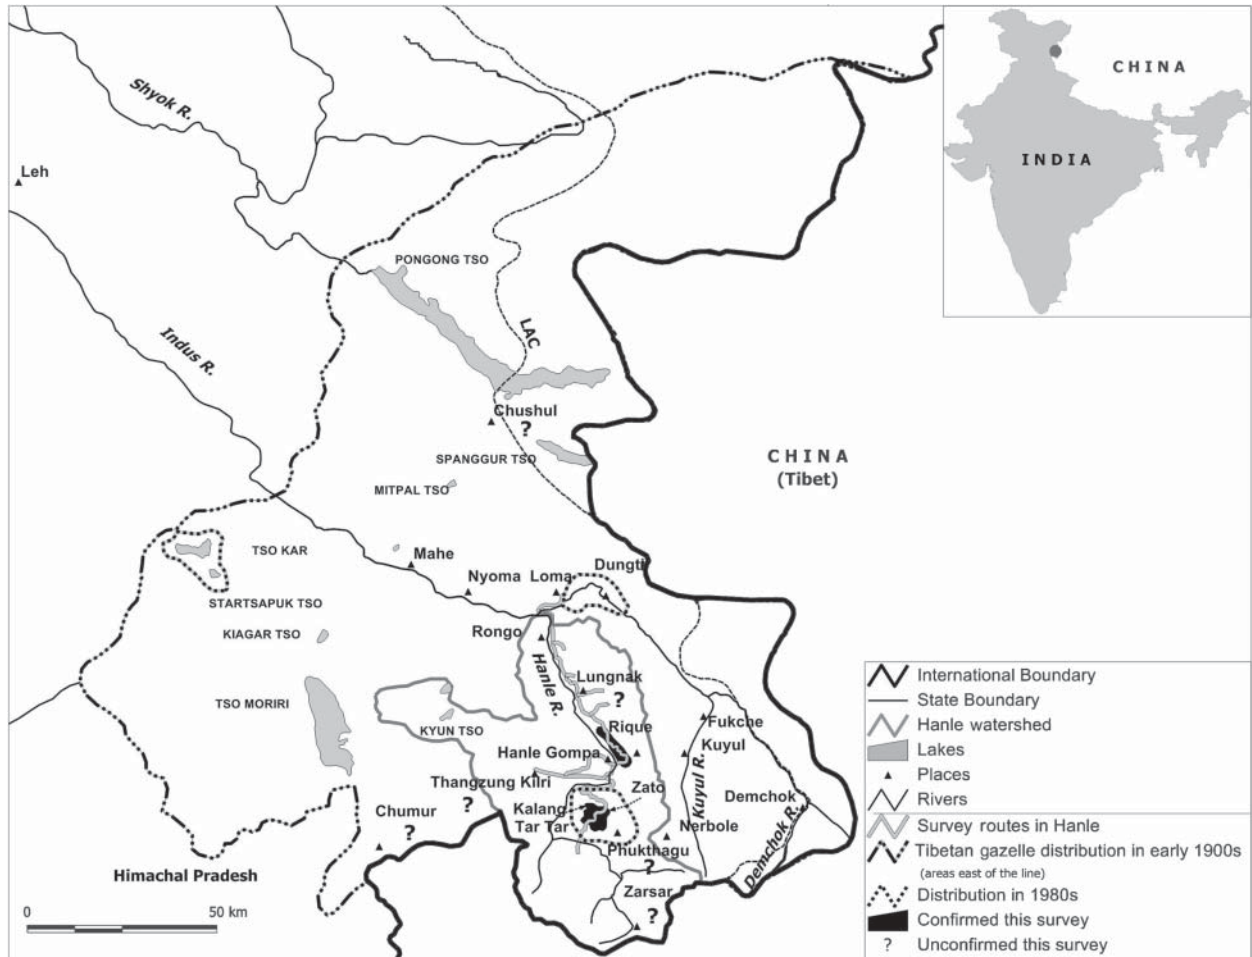 Shyok R.
Leh
CHINA
INDIA
PONGONG TSO
LAC
Indus R.
Chushul
?
SPANGGUR TSO
CHINA
(Tibet)
MITPAL TSO
TSO KAR
Mahe
Nyoma
Loma
Dungti
STARTSAPUK TSO
KIAGAR TSO
Rongo
Hanle R.
Lungnak
?
TSO MORIRI
KYUN TSO
Rique
Fukche
Hanle Gompa
Kuyul
Kuyul R.
Thangzung Kilri
?
Zato
Demchok
Chumur
?
Kalang
Tar Tar
Nerbole
Demchok R.
Phukthagu
?
Himachal Pradesh
Zarsar
?
0
50 km
International Boundary
State Boundary
Hanle watershed
Lakes
Places
Rivers
Survey routes in Hanle
Tibetan gazelle distribution in early 1900s
(areas east of the line)
Distribution in 1980s
Confirmed this survey
? Unconfirmed this survey